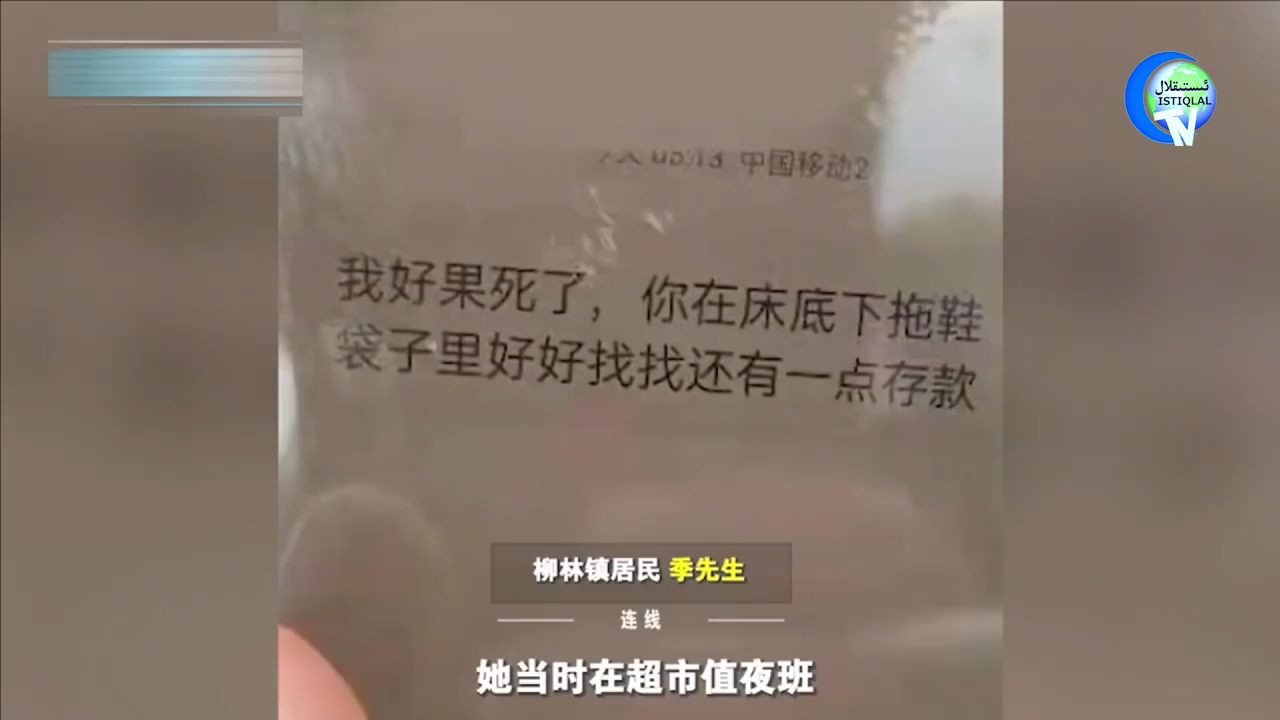 ئىستىقلال
ISTIQLAL
TV
中国移动2
我好果死了，你在床底下拖鞋
袋子里好好找找还有一点存款
柳林镇居民 季先生
连线
她当时在超市值夜班